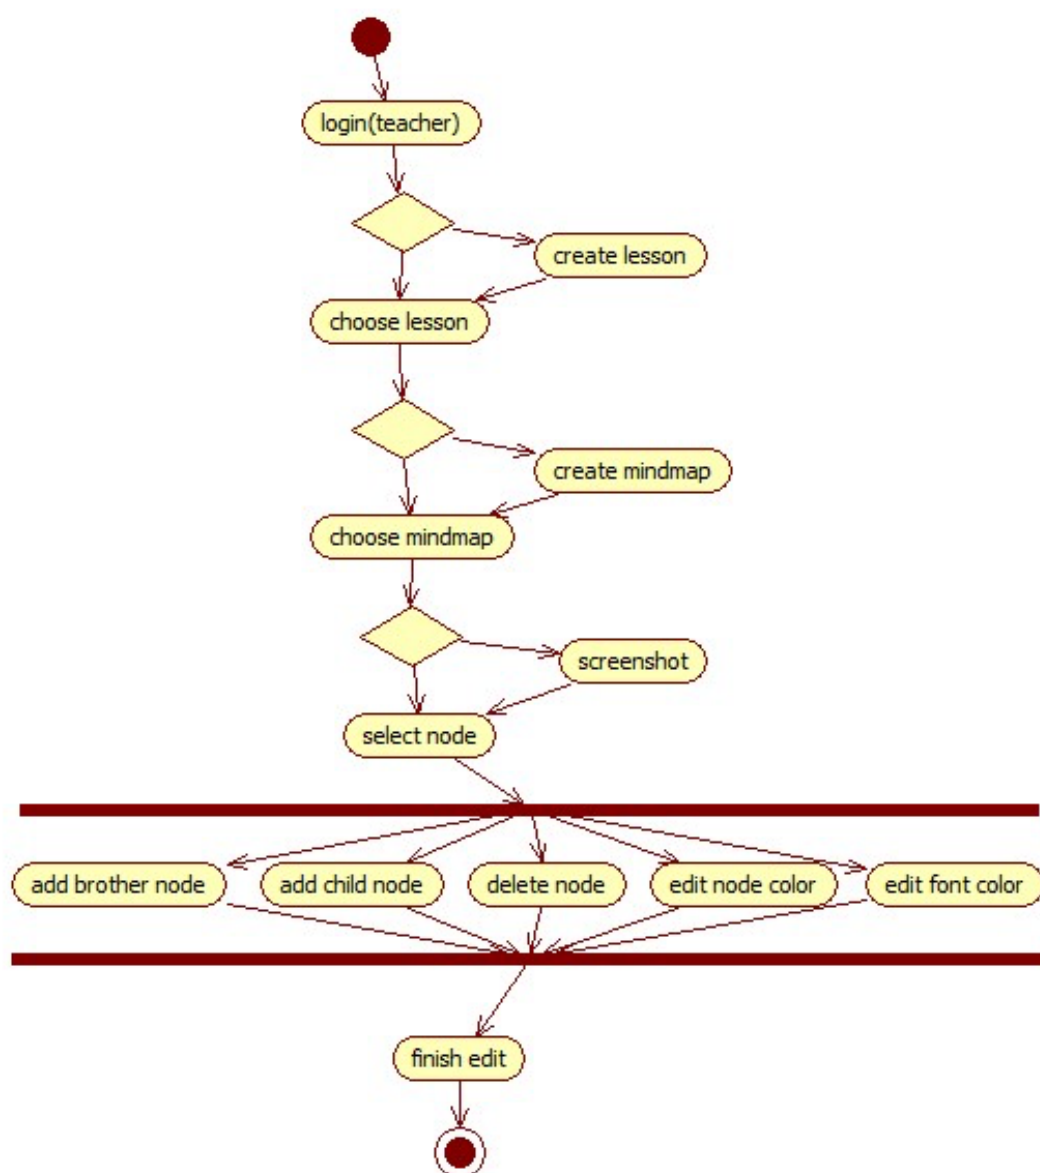 login(teacher)
create lesson
choose lesson
create mindmap
choose mindmap
screenshot
select node
add brother node
add child node
delete node
edit node color
edit font color
finish edit